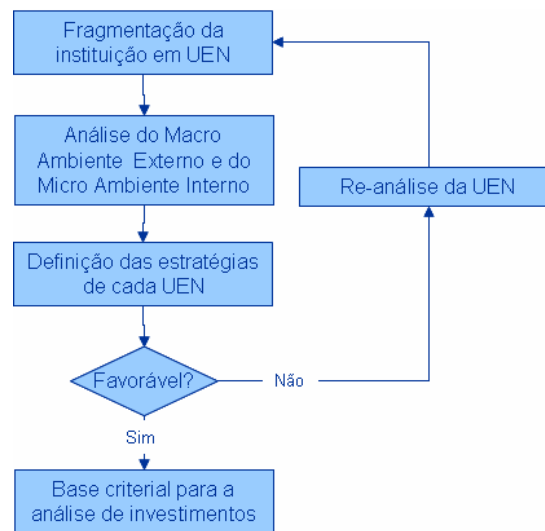 Fragmentação da
instituição em UEN
Análise do Macro
Ambiente Externo e do
Micro Ambiente Interno
Re-análise da UEN
Definição das estratégias
de cada UEN
Favorável?
Não
Sim
Base criterial para a
análise de investimentos